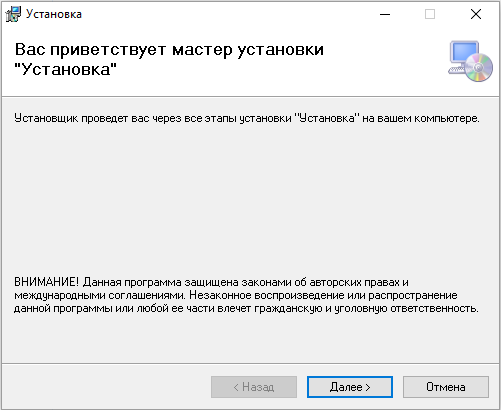 Установка
Вас приветствует мастер установки
"Установка"
Установщик проведет вас через все этапы установки "Установка" на вашем компьютере.
ВНИМАНИЕ! Данная программа защищена законами об авторских правах и
международными соглашениями. Незаконное воспроизведение или распространение
данной программы или любой ее части влечет гражданскую и уголовную ответственность.
< Назад
Далее >
Отмена